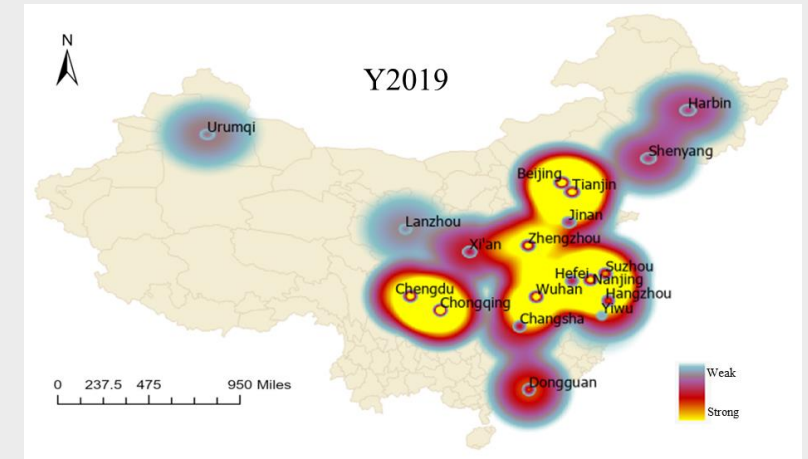 N
Y2019
Harbin
Urumqi
Shenyang
Beijing
Tianjin
Jinan
Lanzhou
Xi'an
Zhengzhou
Hefei
Suzhou
Nanjing
Chengdu
Wuhan
Hangzhou
Chongqing
Yiwu
Changsha
Dongguan
0 237.5 475 950 Miles
Weak
Strong